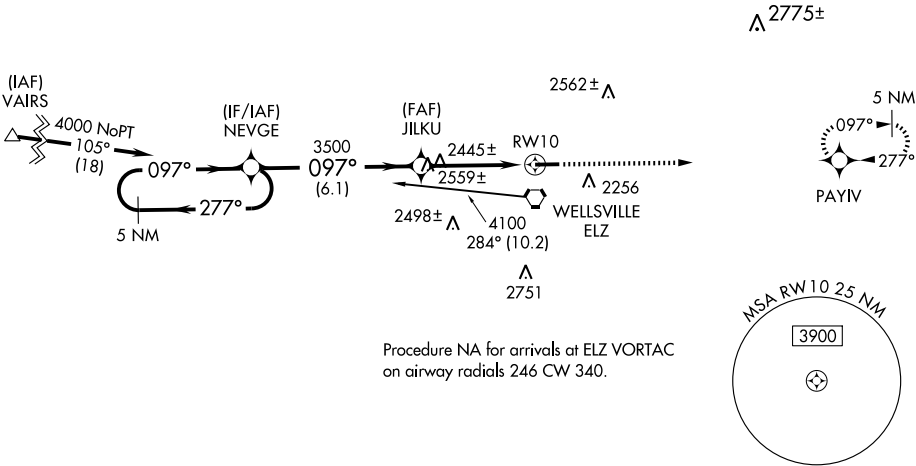 2775±
2562±
5 NM
(IAF)
VAIRS
4000 NoPT
105°
(18)
(IF/IAF)
NEVGE
3500
097°
(6.1)
097°
277°
5 NM
(FAF)
JILKU
2445±
2559±
RW10
2256
WELLSVILLE
ELZ
2498±
4100
284° (10.2)
2751
097°
277°
PAYIV
Procedure NA for arrivals at ELZ VORTAC
on airway radials 246 CW 340.
MSA RW10 25 NM
3900